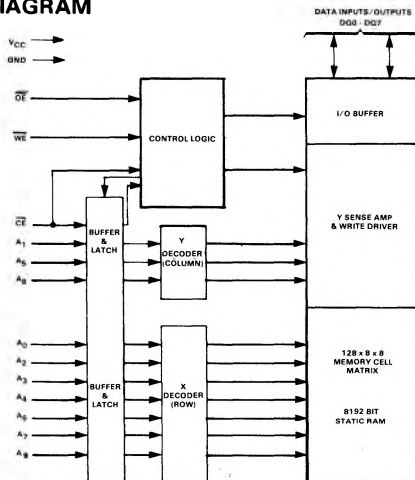 IAGRAM
DATA INPUTS/OUTPUTS
DQ0 - DQ7
VCC
GND
OE
WE
CONTROL LOGIC
I/O BUFFER
CE
A1
A5
A8
BUFFER
&
LATCH
Y
DECODER
(COLUMN)
Y SENSE AMP
& WRITE DRIVER
A0
A2
A3
A4
A6
A7
A9
BUFFER
&
LATCH
X
DECODER
(ROW)
128 x 8 x 8
MEMORY CELL
MATRIX
8192 BIT
STATIC RAM